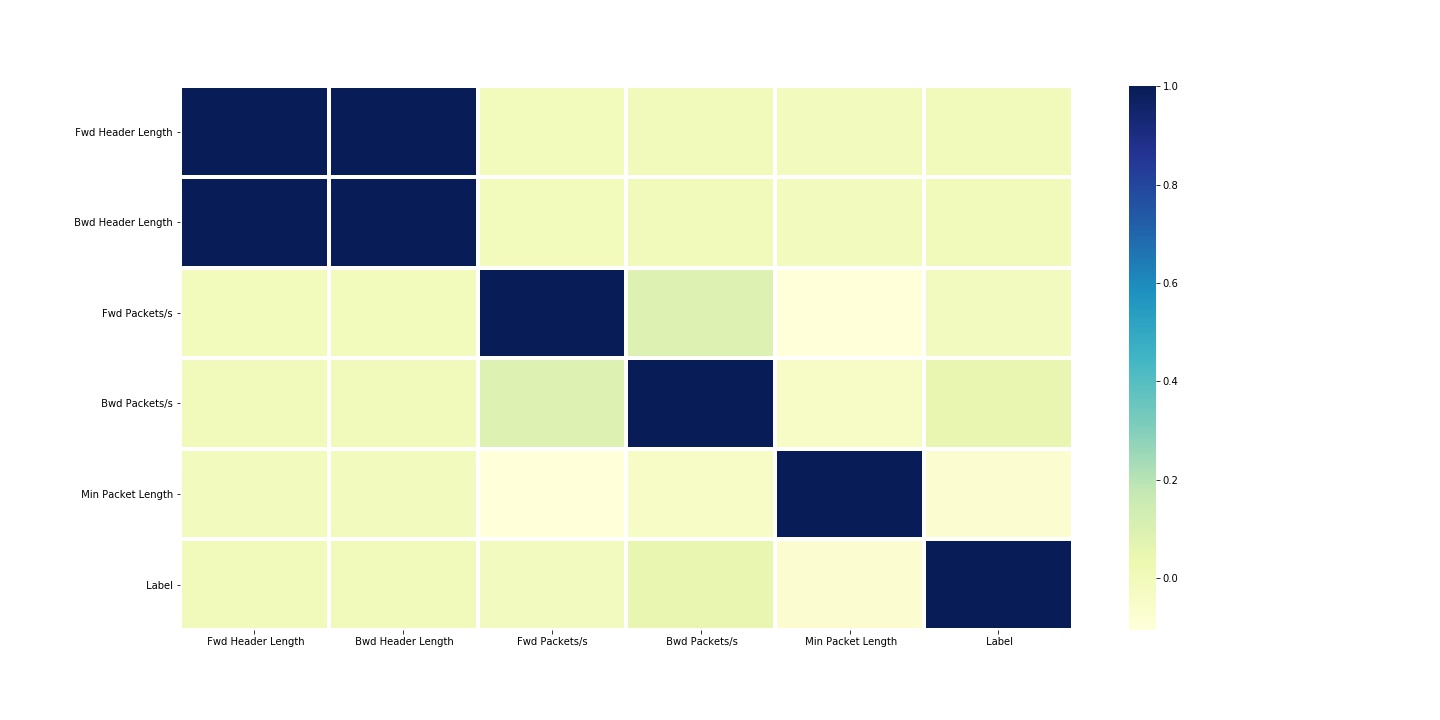 Fwd Header Length
Bwd Header Length
Fwd Packets/s
Bwd Packets/s
Min Packet Length
Label
Fwd Header Length Bwd Header Length Fwd Packets/s Bwd Packets/s Min Packet Length Label
1.0
0.8
0.6
0.4
0.2
0.0